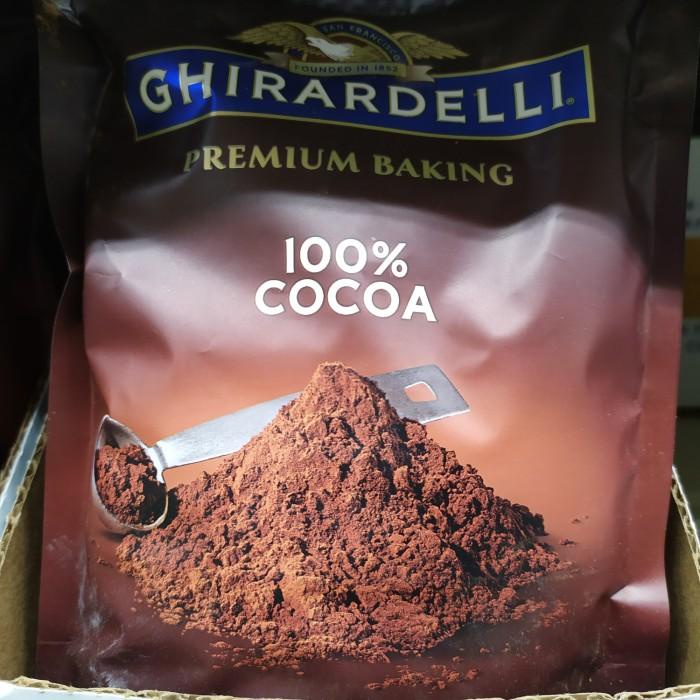 SAN FRANCISCO
FOUNDED IN 1852
GHIRARDELLI®
PREMIUM BAKING
100%
COCOA